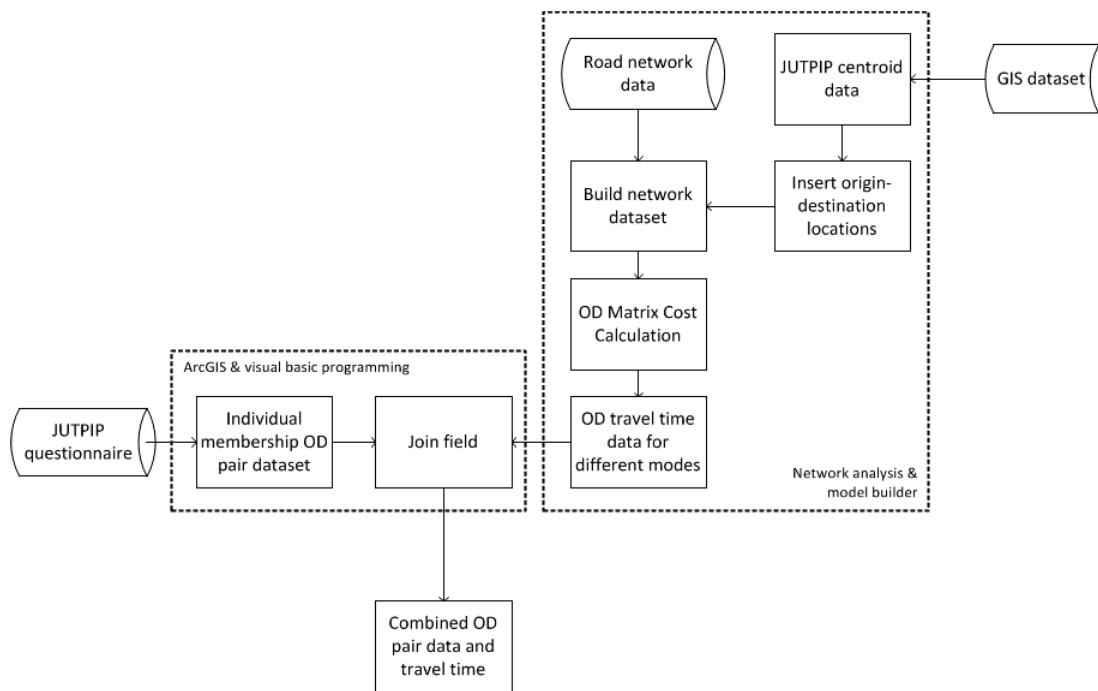 Road network
data
JUTPIP centroid
data
GIS dataset
Build network
dataset
Insert origin-
destination
locations
OD Matrix Cost
Calculation
ArcGIS & visual basic programming
JUTPIP
questionnaire
Individual
membership OD
pair dataset
Join field
OD travel time
data for
different modes
Network analysis &
model builder
Combined OD
pair data and
travel time